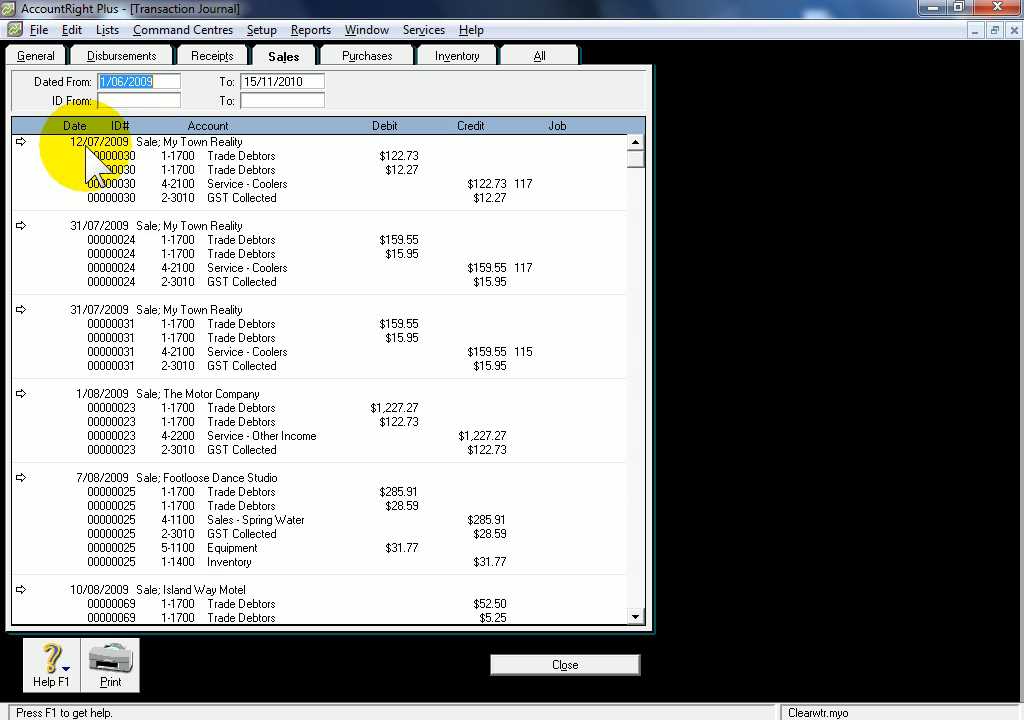 AccountRight Plus - [Transaction Journal]
File Edit Lists Command Centres Setup Reports Window Services Help
General Disbursements Receipts Sales Purchases Inventory All
Dated From: 1/06/2009 To: 15/11/2010
ID From: To:
Date ID# Account Debit Credit Job
12/07/2009 Sale; My Town Reality
00000030 1-1700 Trade Debtors $122.73
00000030 1-1700 Trade Debtors $12.27
00000030 4-2100 Service - Coolers $122.73 117
00000030 2-3010 GST Collected $12.27
31/07/2009 Sale; My Town Reality
00000024 1-1700 Trade Debtors $159.55
00000024 1-1700 Trade Debtors $15.95
00000024 4-2100 Service - Coolers $159.55 117
00000024 2-3010 GST Collected $15.95
31/07/2009 Sale; My Town Reality
00000031 1-1700 Trade Debtors $159.55
00000031 1-1700 Trade Debtors $15.95
00000031 4-2100 Service - Coolers $159.55 115
00000031 2-3010 GST Collected $15.95
1/08/2009 Sale; The Motor Company
00000023 1-1700 Trade Debtors $1,227.27
00000023 1-1700 Trade Debtors $122.73
00000023 4-2200 Service - Other Income $1,227.27
00000023 2-3010 GST Collected $122.73
7/08/2009 Sale; Footloose Dance Studio
00000025 1-1700 Trade Debtors $285.91
00000025 1-1700 Trade Debtors $28.59
00000025 4-1100 Sales - Spring Water $285.91
00000025 2-3010 GST Collected $28.59
00000025 5-1100 Equipment $31.77
00000025 1-1400 Inventory $31.77
10/08/2009 Sale; Island Way Motel
00000069 1-1700 Trade Debtors $52.50
00000069 1-1700 Trade Debtors $5.25
Help F1 Print Close
Press F1 to get help. Clearwtr.myo